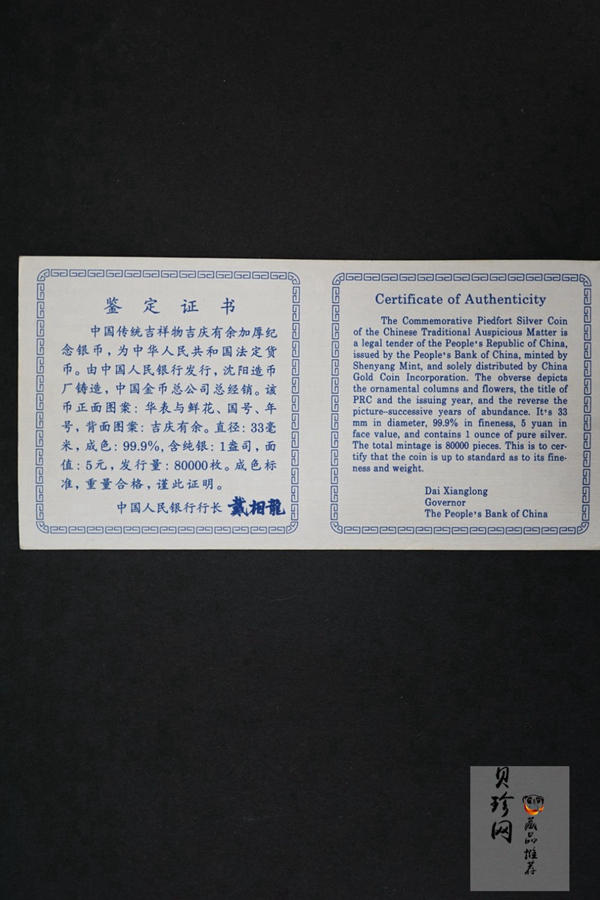 鉴定证书
中国传统吉祥物吉庆有余加厚纪
念银币，为中华人民共和国法定货
币。由中国人民银行发行，沈阳造币
厂铸造，中国金币总公司总经销。该
币正面图案：华表与鲜花、国号、年
号，背面图案：吉庆有余。直径：33毫
米，成色：99.9%，含纯银：1盎司，面
值：5元，发行量：80000枚。成色标
准，重量合格，谨此证明。
中国人民银行行长 戴相龍
Certificate of Authenticity
The Commemorative Piedfort Silver Coin
of the Chinese Traditional Auspicious Matter is
a legal tender of the People's Republic of China,
issued by the People's Bank of China, minted by
Shenyang Mint, and solely distributed by China
Gold Coin Incorporation. The obverse depicts
the ornamental columns and flowers, the title of
PRC and the issuing year, and the reverse the
picture-successive years of abundance. It's 33
mm in diameter, 99.9% in fineness, 5 yuan in
face value, and contains 1 ounce of pure silver.
The total mintage is 80000 pieces. This is to cer-
tify that the coin is up to standard as to its fine-
ness and weight.
Dai Xianglong
Governor
The People's Bank of China
贝珍网
藏品推荐